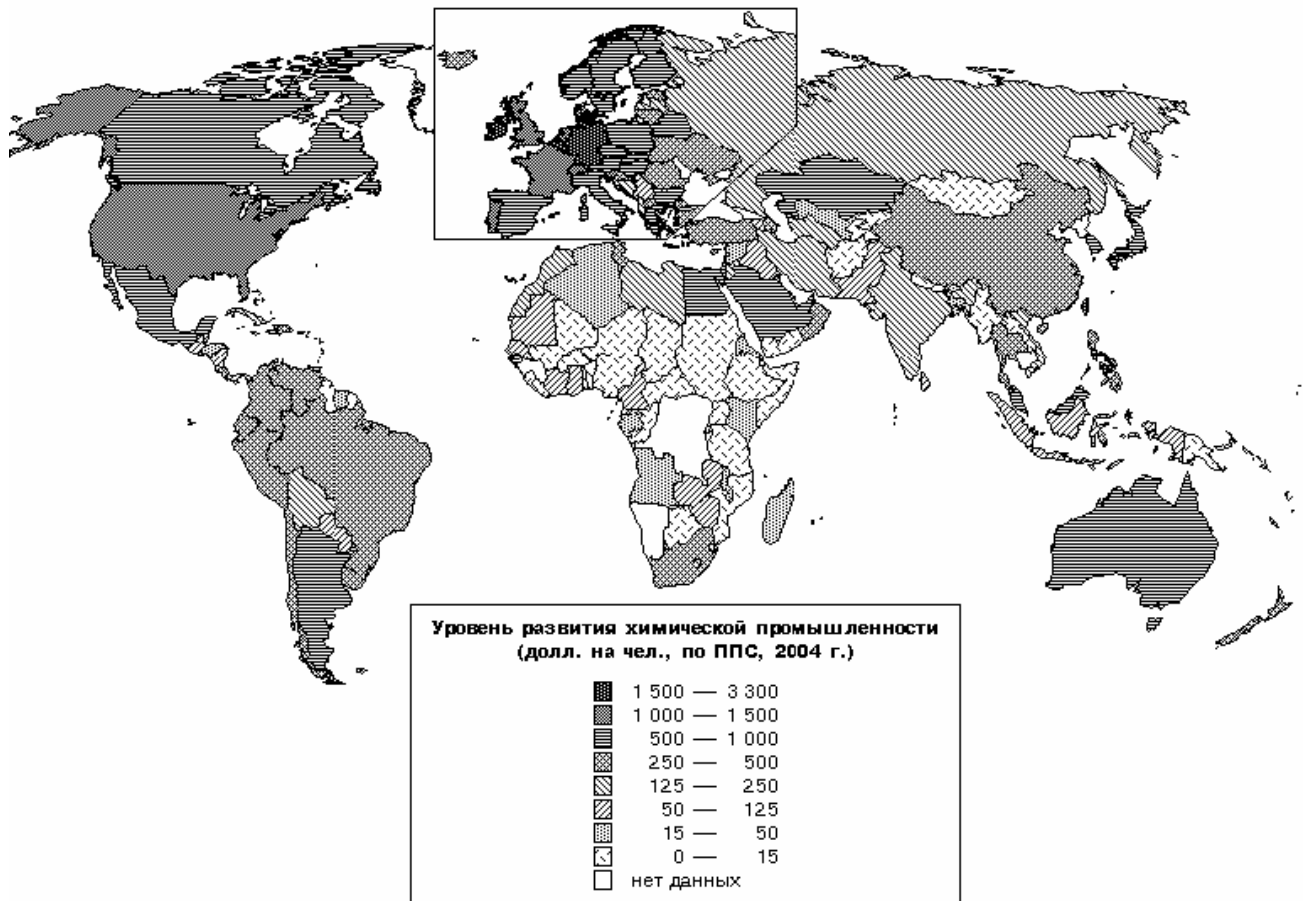 Уровень развития химической промышленности
(долл. на чел., по ППС, 2004 г.)
1 500 — 3 300
1 000 — 1 500
500 — 1 000
250 — 500
125 — 250
50 — 125
15 — 50
0 — 15
нет данных